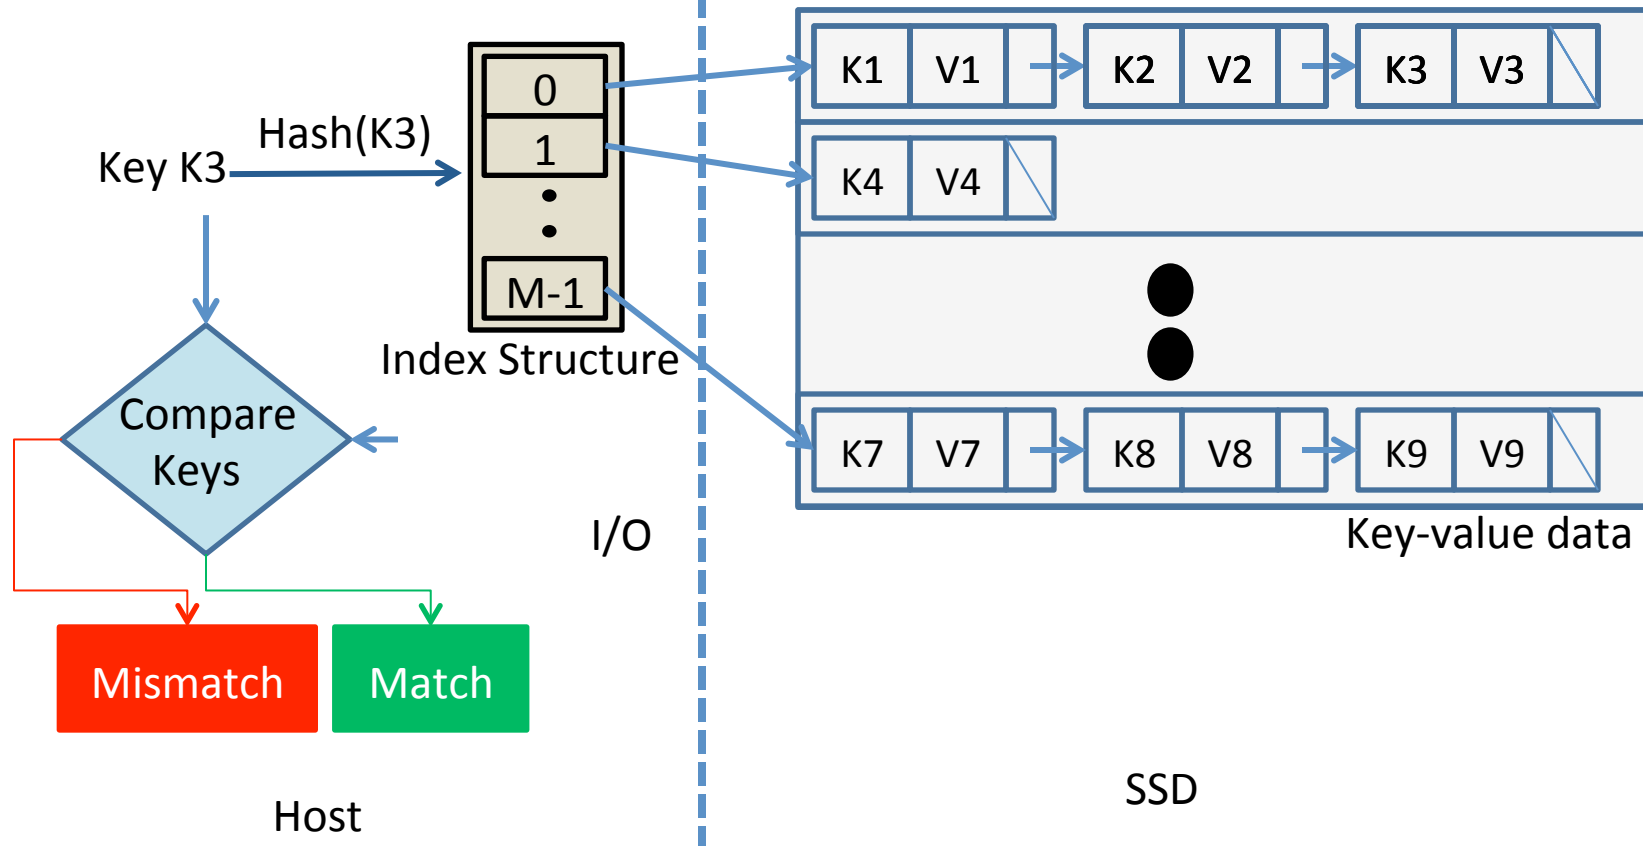 Key K3
Hash(K3)
0
1
M-1
Index Structure
Compare
Keys
Mismatch
Match
Host
I/O
K1 V1 K2 V2 K3 V3
K4 V4
K7 V7 K8 V8 K9 V9
Key-value data
SSD